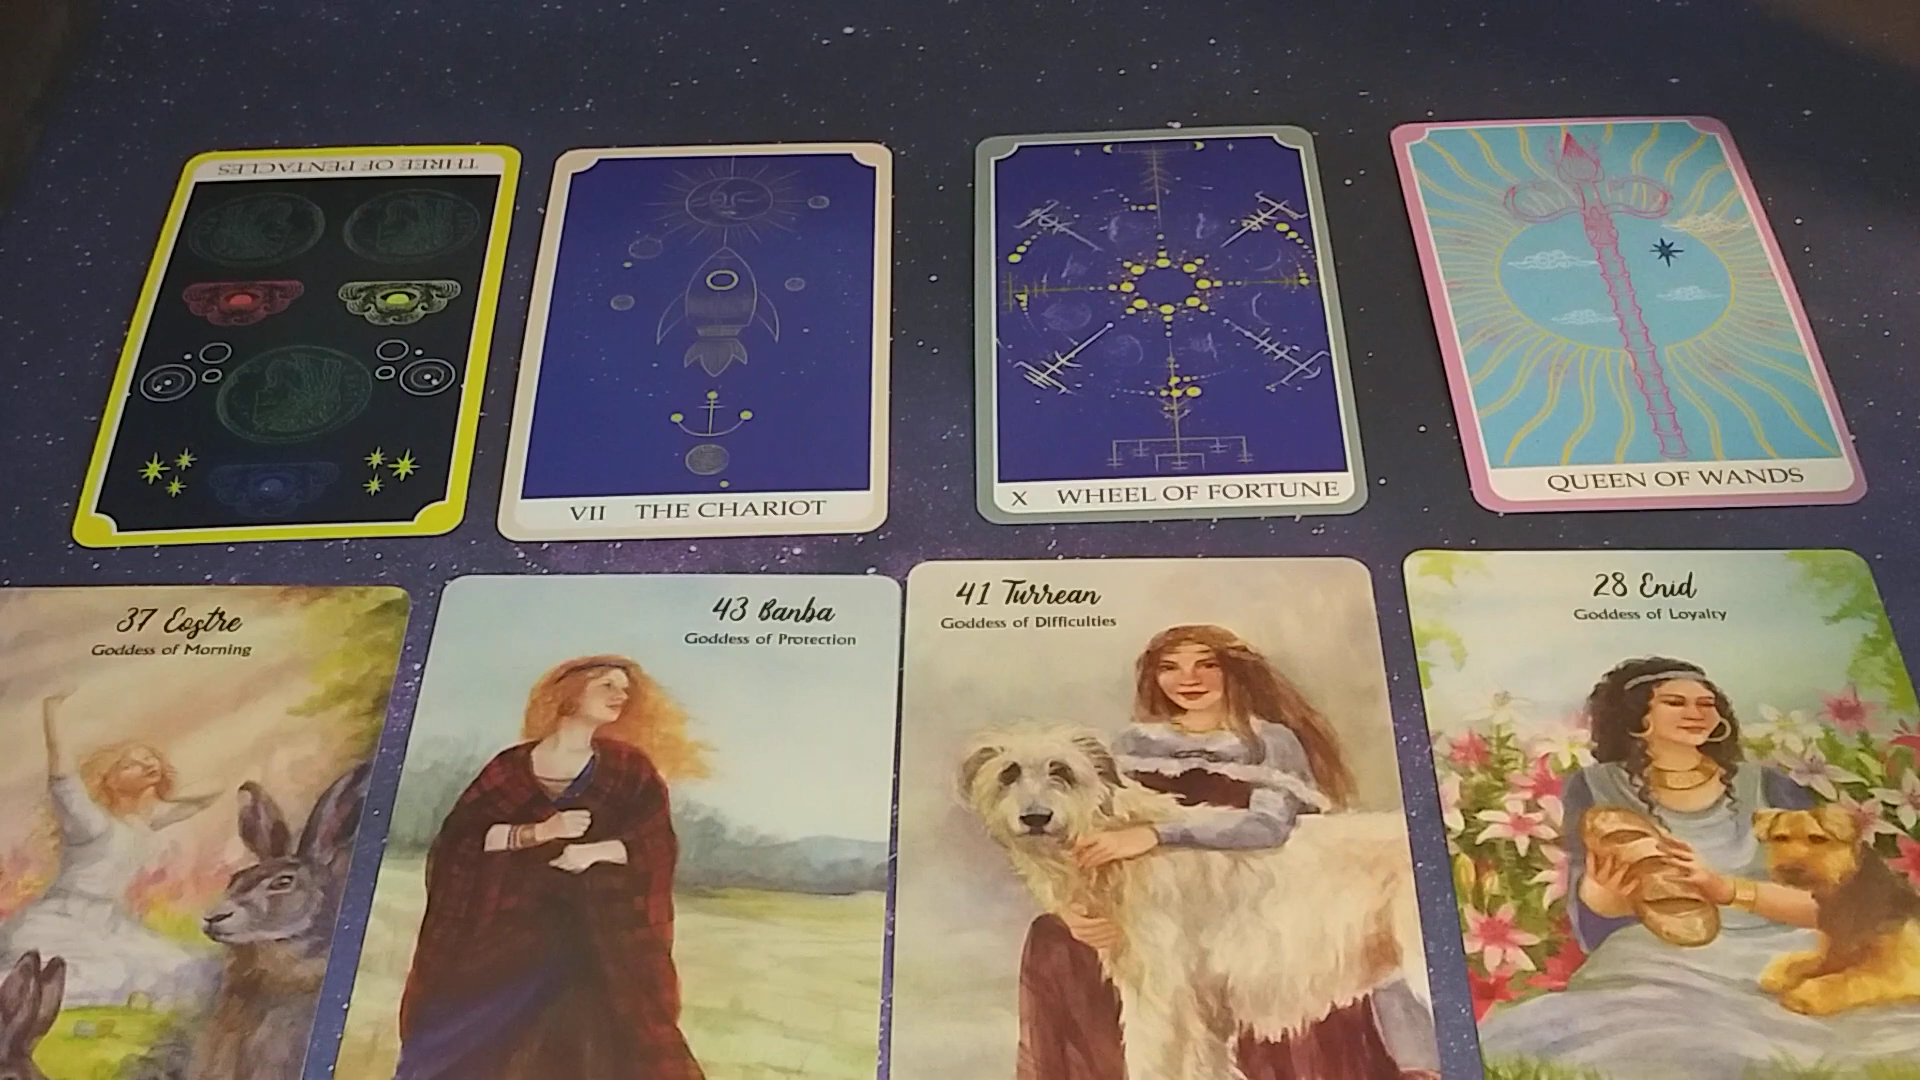 THREE OF PENTACLES
VII THE CHARIOT
X WHEEL OF FORTUNE
QUEEN OF WANDS
37 Eostre
Goddess of Morning
43 Banba
Goddess of Protection
41 Turrean
Goddess of Difficulties
28 Enid
Goddess of Loyalty